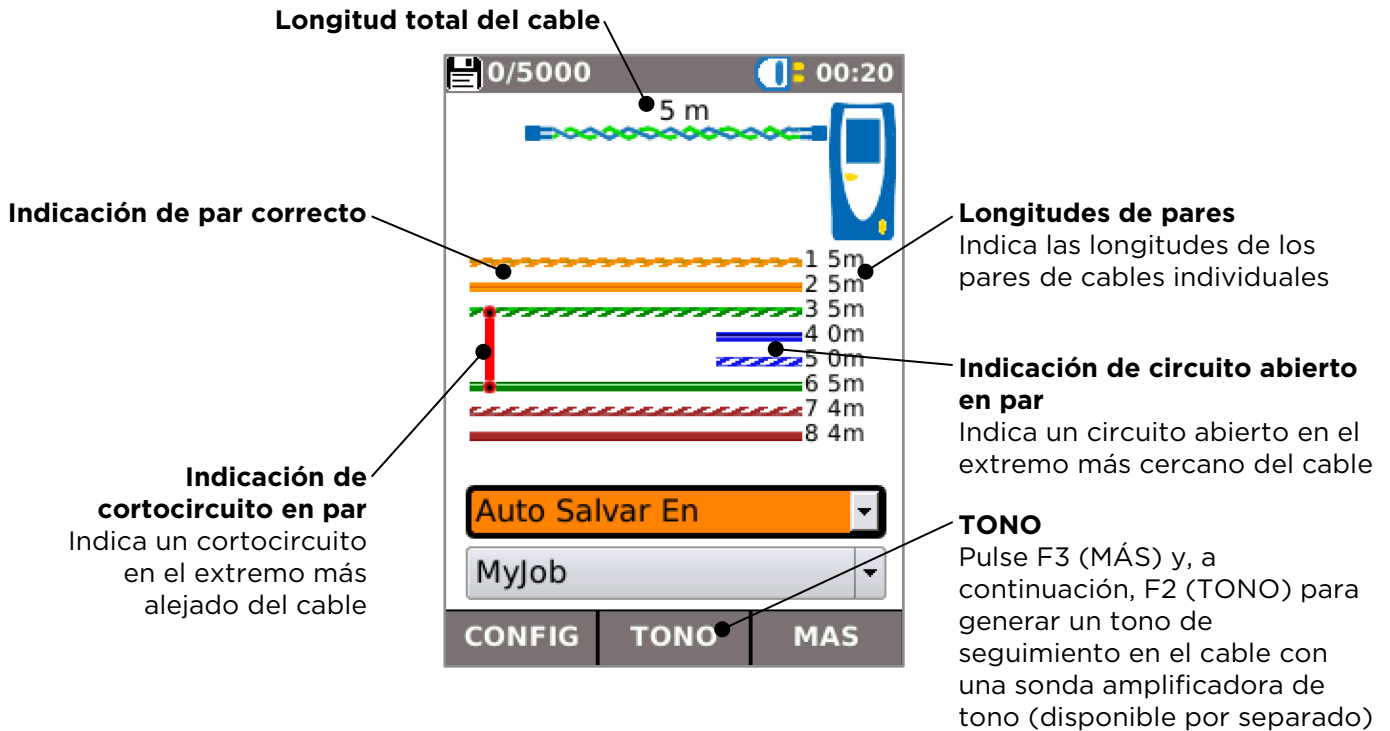 Longitud total del cable
0/5000
00:20
5 m
Indicación de par correcto
1 5m
2 5m
3 5m
4 0m
5 0m
6 5m
7 4m
8 4m
Longitudes de pares
Indica las longitudes de los
pares de cables individuales
Indicación de circuito abierto
en par
Indica un circuito abierto en el
extremo más cercano del cable
Indicación de
cortocircuito en par
Indica un cortocircuito
en el extremo más
alejado del cable
Auto Salvar En
MyJob
CONFIG
TONO
MAS
TONO
Pulse F3 (MÁS) y, a
continuación, F2 (TONO) para
generar un tono de
seguimiento en el cable con
una sonda amplificadora de
tono (disponible por separado)